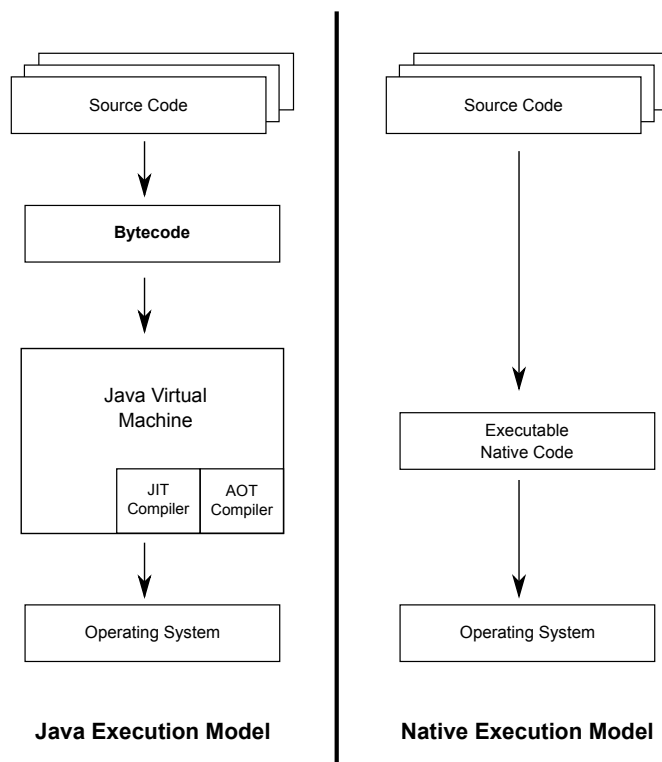 Source Code
Bytecode
Java Virtual
Machine
JIT
Compiler
AOT
Compiler
Operating System
Java Execution Model
Source Code
Executable
Native Code
Operating System
Native Execution Model